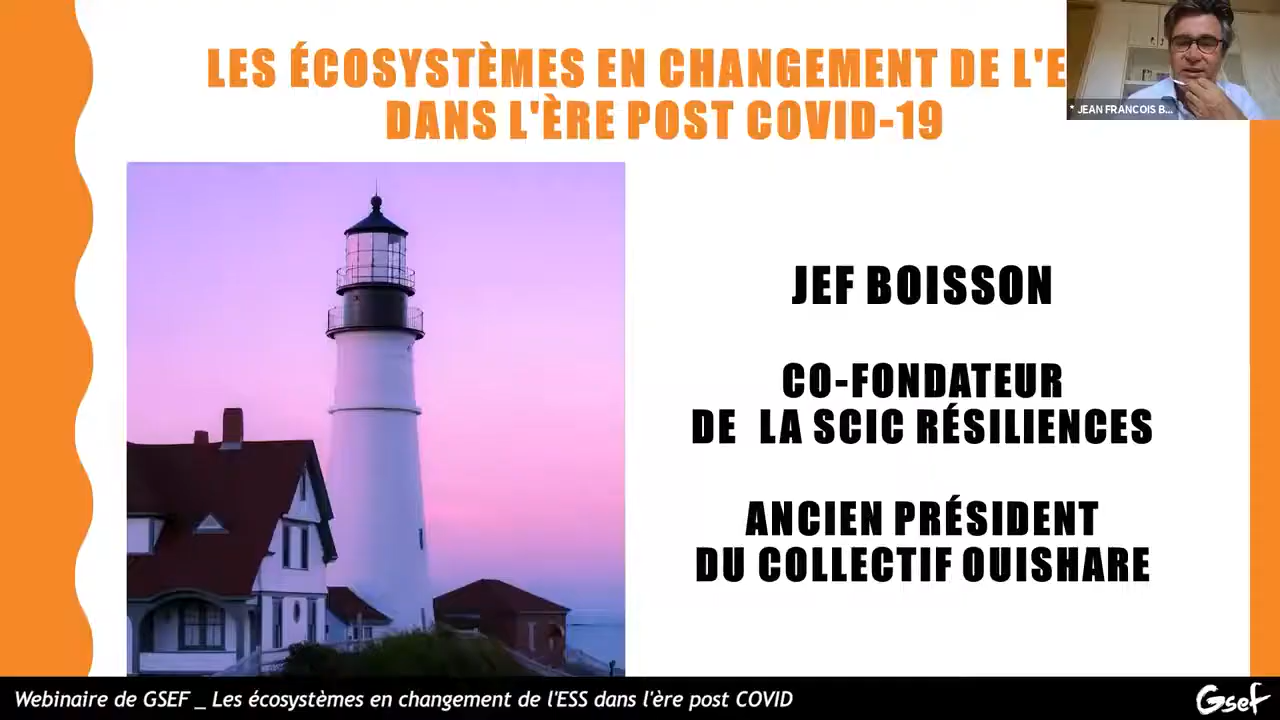 LES ÉCOSYSTÈMES EN CHANGEMENT DE L'E
DANS L'ÈRE POST COVID-19
* JEAN FRANCOIS B...
JEF BOISSON
CO-FONDATEUR
DE LA SCIC RÉSILIENCES
ANCIEN PRÉSIDENT
DU COLLECTIF OUISHARE
Webinaire de GSEF _ Les écosystèmes en changement de l'ESS dans l'ère post COVID
Gsef